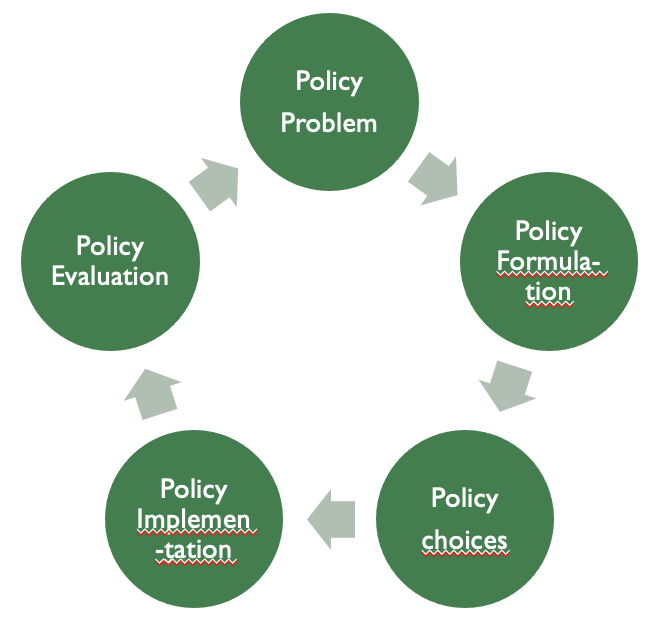 Policy
Problem
Policy
Formula-
tion
Policy
choices
Policy
Implemen
-tation
Policy
Evaluation